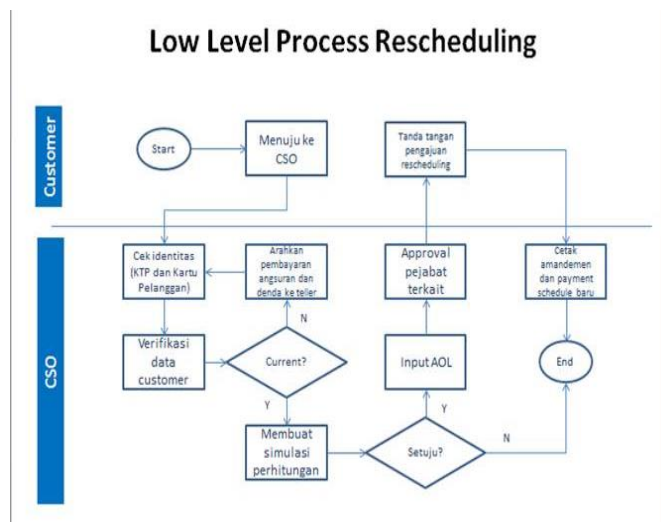 Low Level Process Rescheduling
Customer
Start
Menuju ke
CSO
Tanda tangan
pengajuan
rescheduling
CSO
Cek identitas
(KTP dan Kartu
Pelanggan)
Arahkan
pembayaran
angsuran dan
denda ke teller
Approval
pejabat
terkait
Cetak
amandemen
dan payment
schedule baru
N
Verifikasi
data
customer
Current?
Input AOL
End
Y
Y
N
Membuat
simulasi
perhitungan
Setuju?